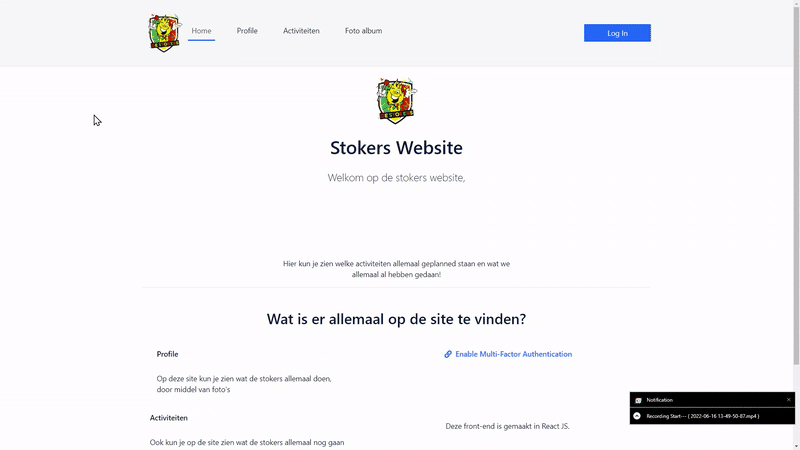 Home Profile Activiteiten Foto album Log In
Stokers Website
Welkom op de stokers website,
Hier kun je zien welke activiteiten allemaal geplanned staan en wat we
allemaal al hebben gedaan!
Wat is er allemaal op de site te vinden?
Profile
Op deze site kun je zien wat de stokers allemaal doen,
door middel van foto's
Activiteiten
Ook kun je op de site zien wat de stokers allemaal nog gaan
Enable Multi-Factor Authentication
Deze front-end is gemaakt in React JS.
Notification
Recording Start--- ( 2022-06-16 13-49-50-87.mp4 )